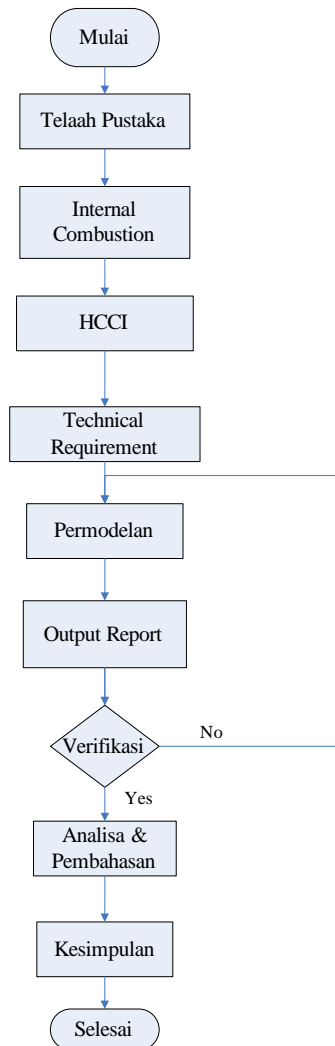 Mulai
Telaah Pustaka
Internal
Combustion
HCCI
Technical
Requirement
Permodelan
Output Report
Verifikasi
No
Yes
Analisa &
Pembahasan
Kesimpulan
Selesai